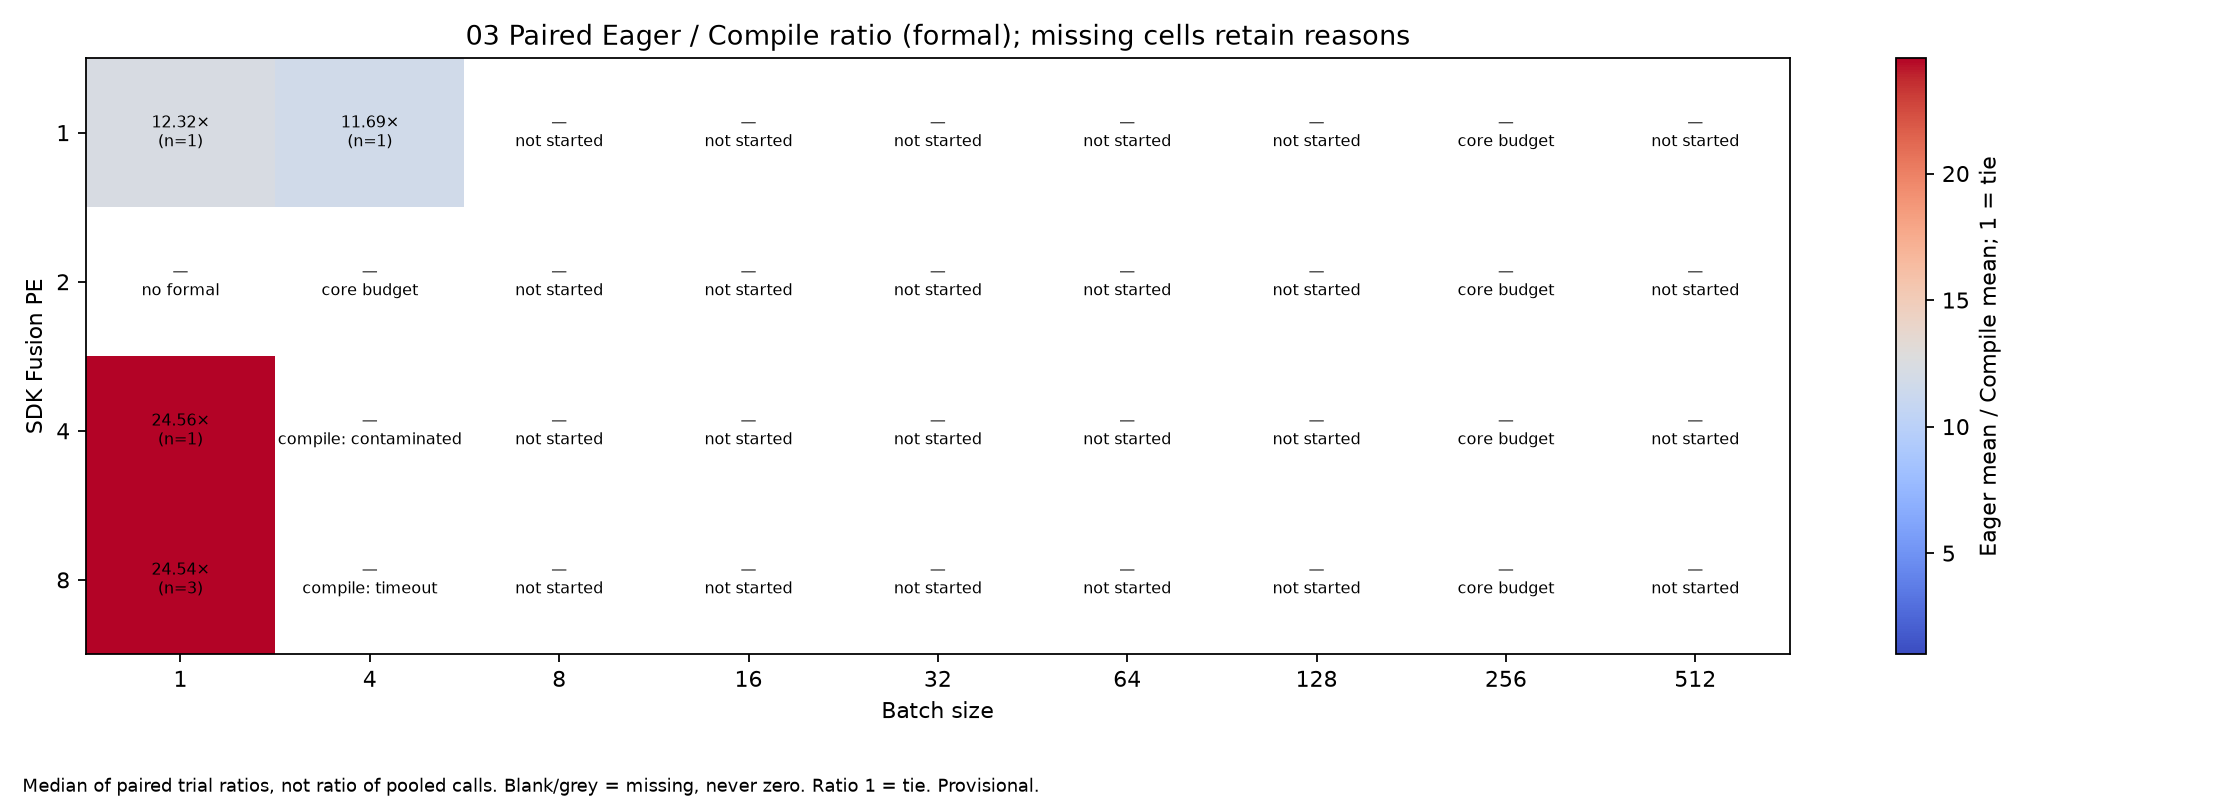 03 Paired Eager / Compile ratio (formal); missing cells retain reasons
SDK Fusion PE
1
12.32×
(n=1)
11.69×
(n=1)
—
not started
—
not started
—
not started
—
not started
—
not started
—
core budget
—
not started
2
—
no formal
—
core budget
—
not started
—
not started
—
not started
—
not started
—
not started
—
core budget
—
not started
4
24.56×
(n=1)
—
compile: contaminated
—
not started
—
not started
—
not started
—
not started
—
not started
—
core budget
—
not started
8
24.54×
(n=3)
—
compile: timeout
—
not started
—
not started
—
not started
—
not started
—
not started
—
core budget
—
not started
1 4 8 16 32 64 128 256 512
Batch size
20
15
10
5
Eager mean / Compile mean; 1 = tie
Median of paired trial ratios, not ratio of pooled calls. Blank/grey = missing, never zero. Ratio 1 = tie. Provisional.